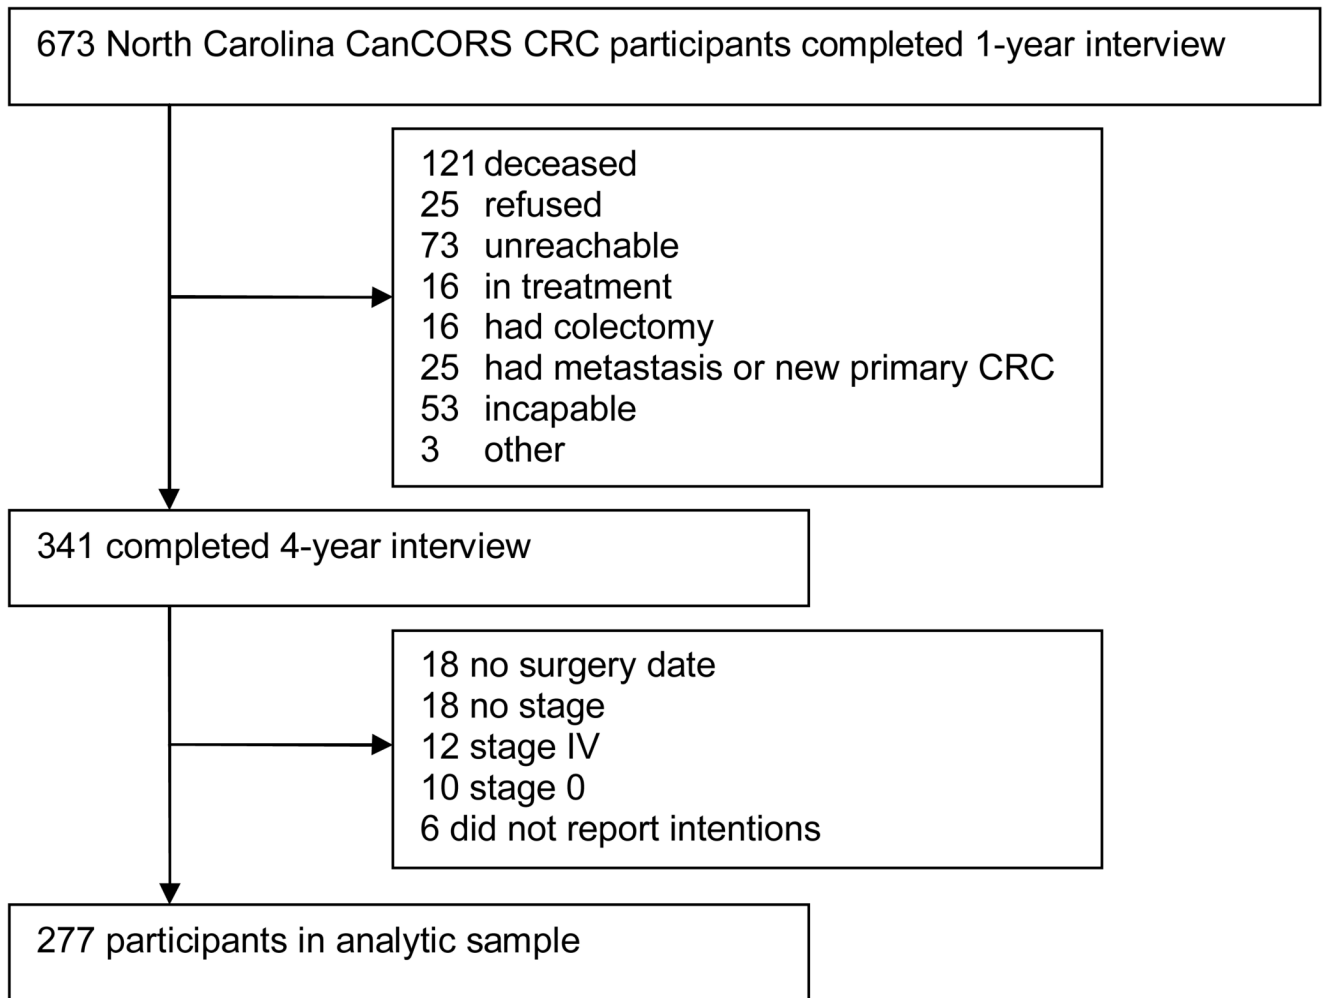 673 North Carolina CanCORS CRC participants completed 1-year interview
121 deceased
25 refused
73 unreachable
16 in treatment
16 had colectomy
25 had metastasis or new primary CRC
53 incapable
3 other
341 completed 4-year interview
18 no surgery date
18 no stage
12 stage IV
10 stage 0
6 did not report intentions
277 participants in analytic sample